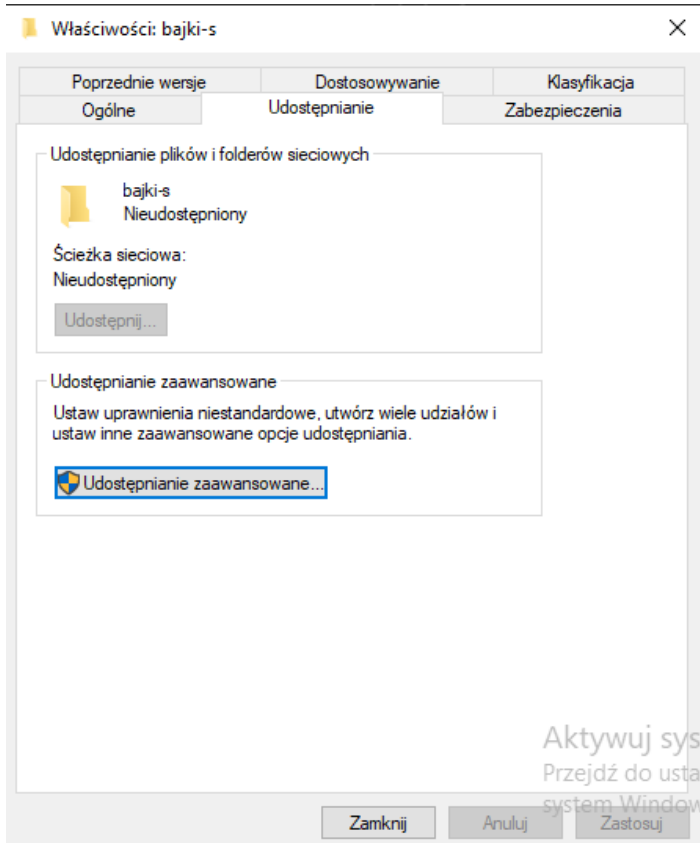 Właściwości: bajki-s
Poprzednie wersje Dostosowywanie Klasyfikacja
Ogólne Udostępnianie Zabezpieczenia
Udostępnianie plików i folderów sieciowych
bajki-s
Nieudostępniony
Ścieżka sieciowa:
Nieudostępniony
Udostępnij...
Udostępnianie zaawansowane
Ustaw uprawnienia niestandardowe, utwórz wiele udziałów i
ustaw inne zaawansowane opcje udostępniania.
Udostępnianie zaawansowane...
Aktywuj sys
Przejdź do usta
system Window
Zamknij Anuluj Zastosuj